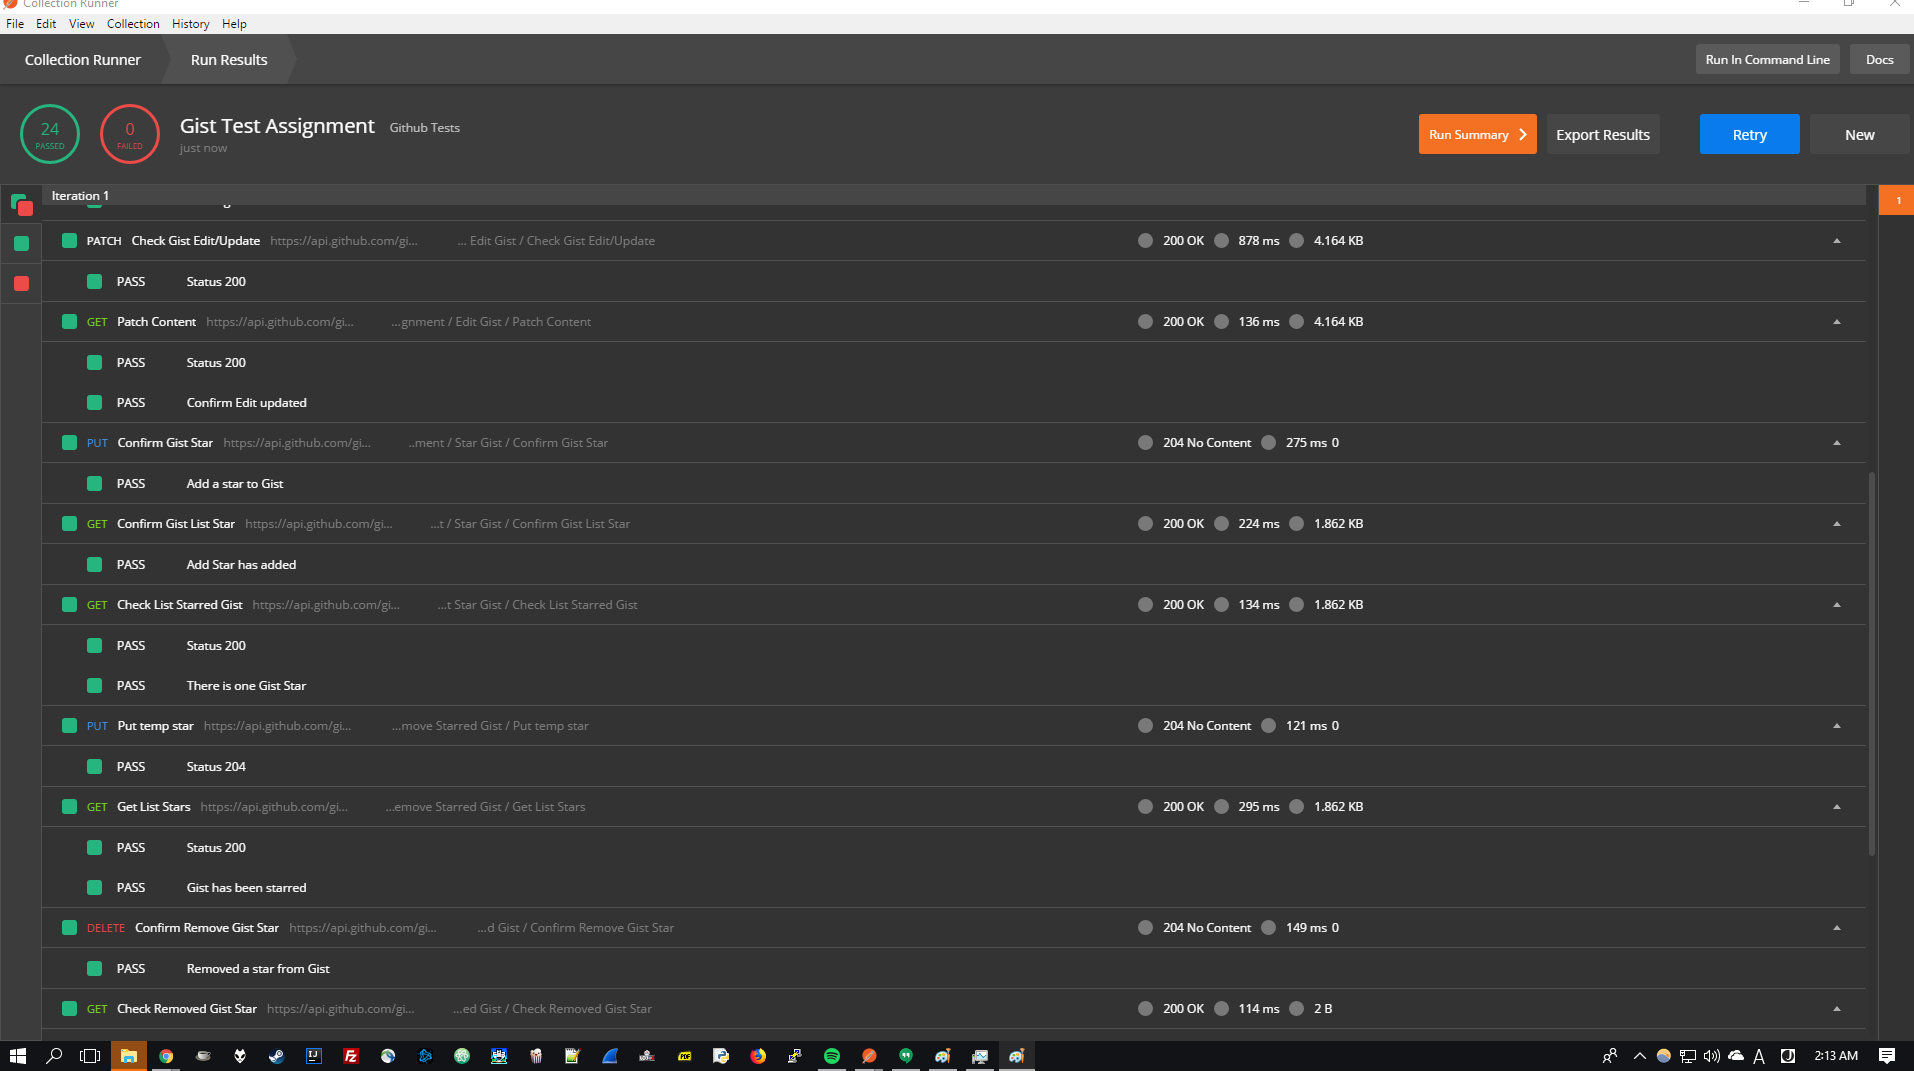 Collection Runner
File Edit View Collection History Help
Collection Runner Run Results Run In Command Line Docs
24 PASSED 0 FAILED Gist Test Assignment Github Tests Run Summary Export Results Retry New
just now
Iteration 1 1
PATCH Check Gist Edit/Update https://api.github.com/gi... ... Edit Gist / Check Gist Edit/Update 200 OK 878 ms 4.164 KB
PASS Status 200
GET Patch Content https://api.github.com/gi... ...gnment / Edit Gist / Patch Content 200 OK 136 ms 4.164 KB
PASS Status 200
PASS Confirm Edit updated
PUT Confirm Gist Star https://api.github.com/gi... ..ment / Star Gist / Confirm Gist Star 204 No Content 275 ms 0
PASS Add a star to Gist
GET Confirm Gist List Star https://api.github.com/gi... ...t / Star Gist / Confirm Gist List Star 200 OK 224 ms 1.862 KB
PASS Add Star has added
GET Check List Starred Gist https://api.github.com/gi... ...t Star Gist / Check List Starred Gist 200 OK 134 ms 1.862 KB
PASS Status 200
PASS There is one Gist Star
PUT Put temp star https://api.github.com/gi... ...move Starred Gist / Put temp star 204 No Content 121 ms 0
PASS Status 204
GET Get List Stars https://api.github.com/gi... ...emove Starred Gist / Get List Stars 200 OK 295 ms 1.862 KB
PASS Status 200
PASS Gist has been starred
DELETE Confirm Remove Gist Star https://api.github.com/gi... ...d Gist / Confirm Remove Gist Star 204 No Content 149 ms 0
PASS Removed a star from Gist
GET Check Removed Gist Star https://api.github.com/gi... ...ed Gist / Check Removed Gist Star 200 OK 114 ms 2 B
2:13 AM